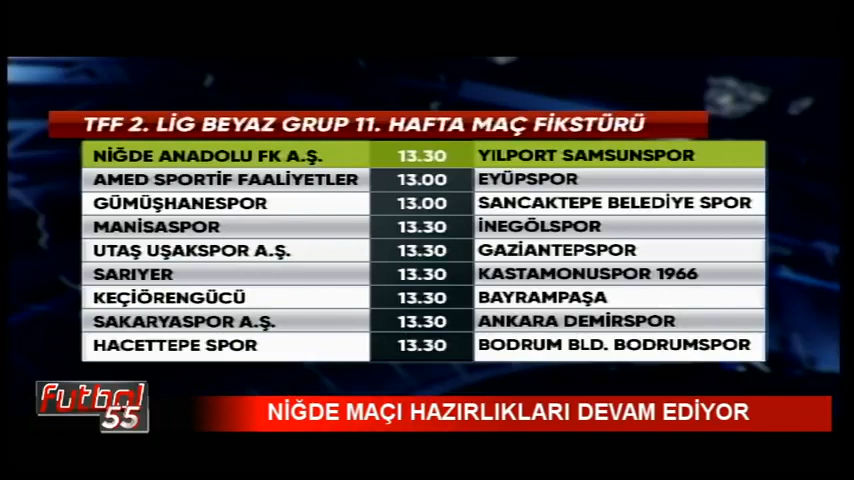 TFF 2. LİG BEYAZ GRUP 11. HAFTA MAÇ FİKSTÜRÜ
NİĞDE ANADOLU FK A.Ş. 13.30 YILPORT SAMSUNSPOR
AMED SPORTİF FAALİYETLER 13.00 EYÜPSPOR
GÜMÜŞHANESPOR 13.00 SANCAKTEPE BELEDİYE SPOR
MANİSASPOR 13.30 İNEGÖLSPOR
UTAŞ UŞAKSPOR A.Ş. 13.30 GAZİANTEPSPOR
SARIYER 13.30 KASTAMONUSPOR 1966
KEÇİÖRENGÜCÜ 13.30 BAYRAMPAŞA
SAKARYASPOR A.Ş. 13.30 ANKARA DEMİRSPOR
HACETTEPE SPOR 13.30 BODRUM BLD. BODRUMSPOR
Futbol
55
NİĞDE MAÇI HAZIRLIKLARI DEVAM EDİYOR